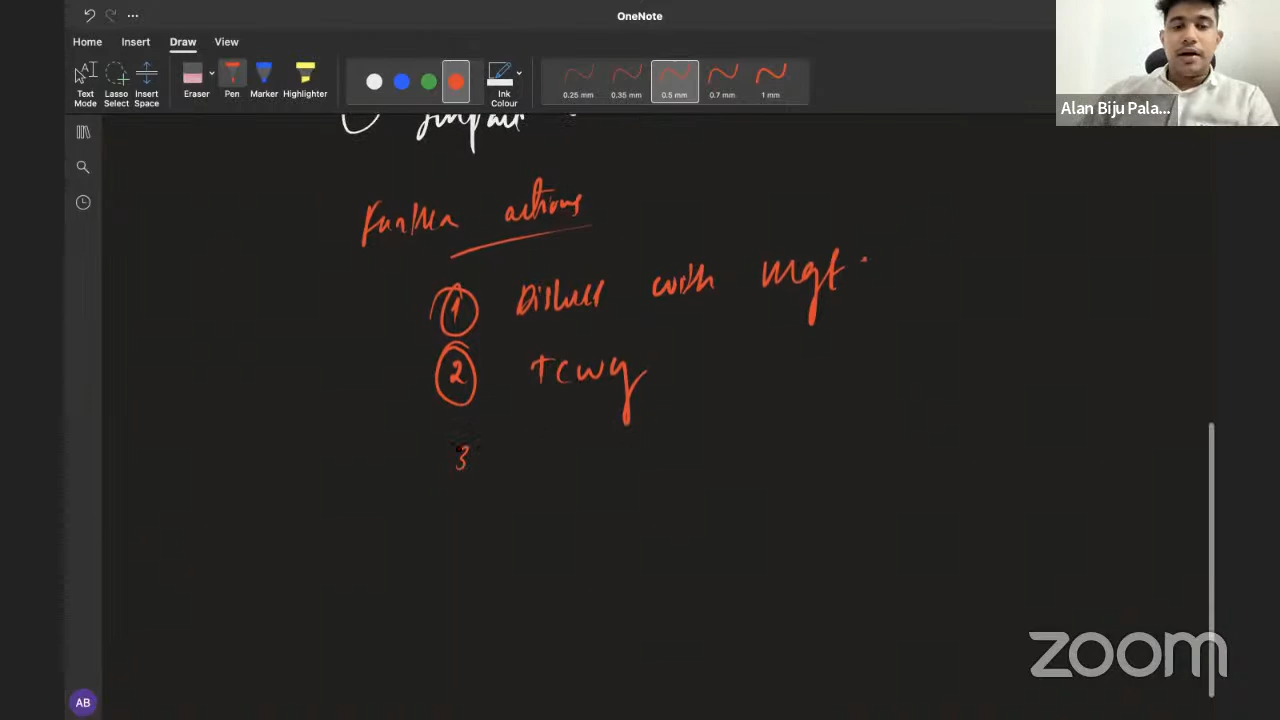 OneNote
Home Insert Draw View
Text Mode Lasso Select Insert Space Eraser Pen Marker Highlighter Ink Colour 0.25 mm 0.35 mm 0.5 mm 0.7 mm 1 mm
Alan Biju Pala...
Further actions
1 Discuss with mgt.
2 TCWG
3
AB
zoom